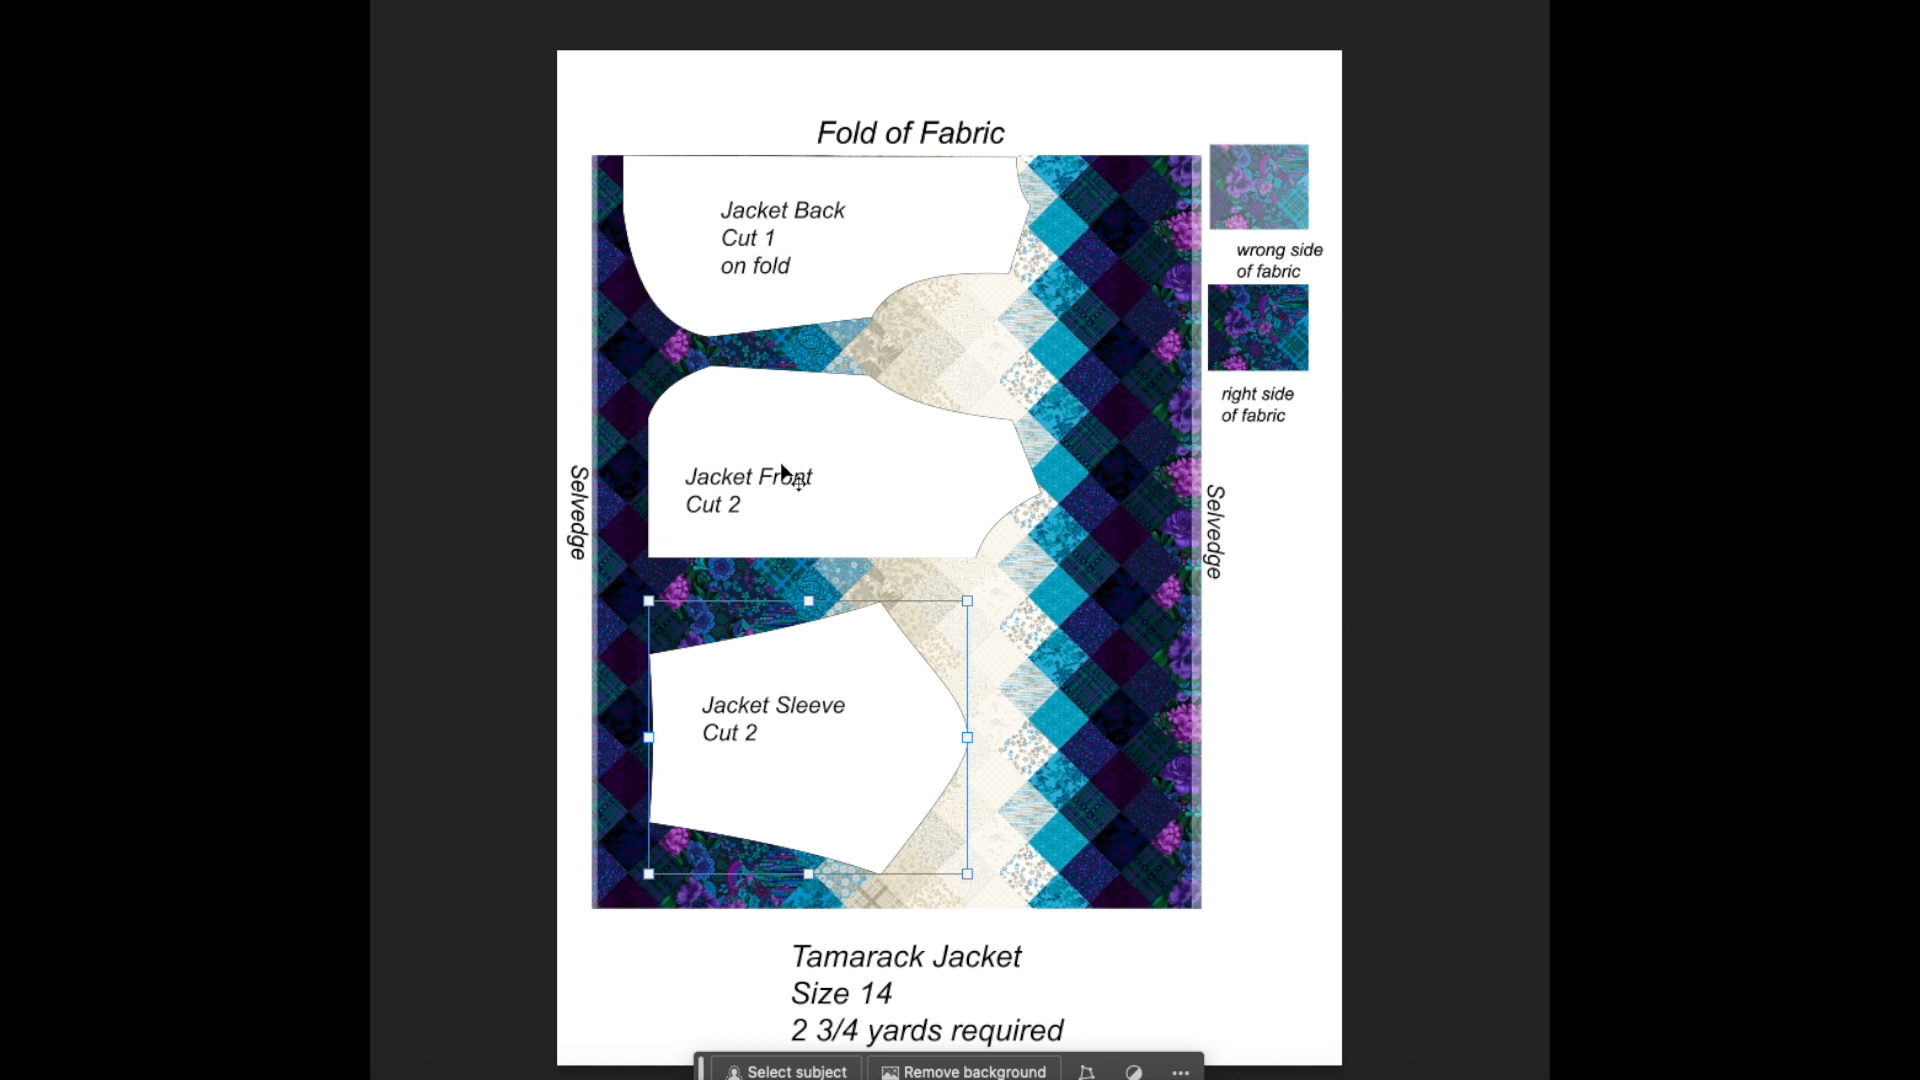 Fold of Fabric
Jacket Back
Cut 1
on fold
wrong side
of fabric
right side
of fabric
Selvedge
Jacket Front
Cut 2
Selvedge
Jacket Sleeve
Cut 2
Tamarack Jacket
Size 14
2 3/4 yards required
Select subject
Remove background